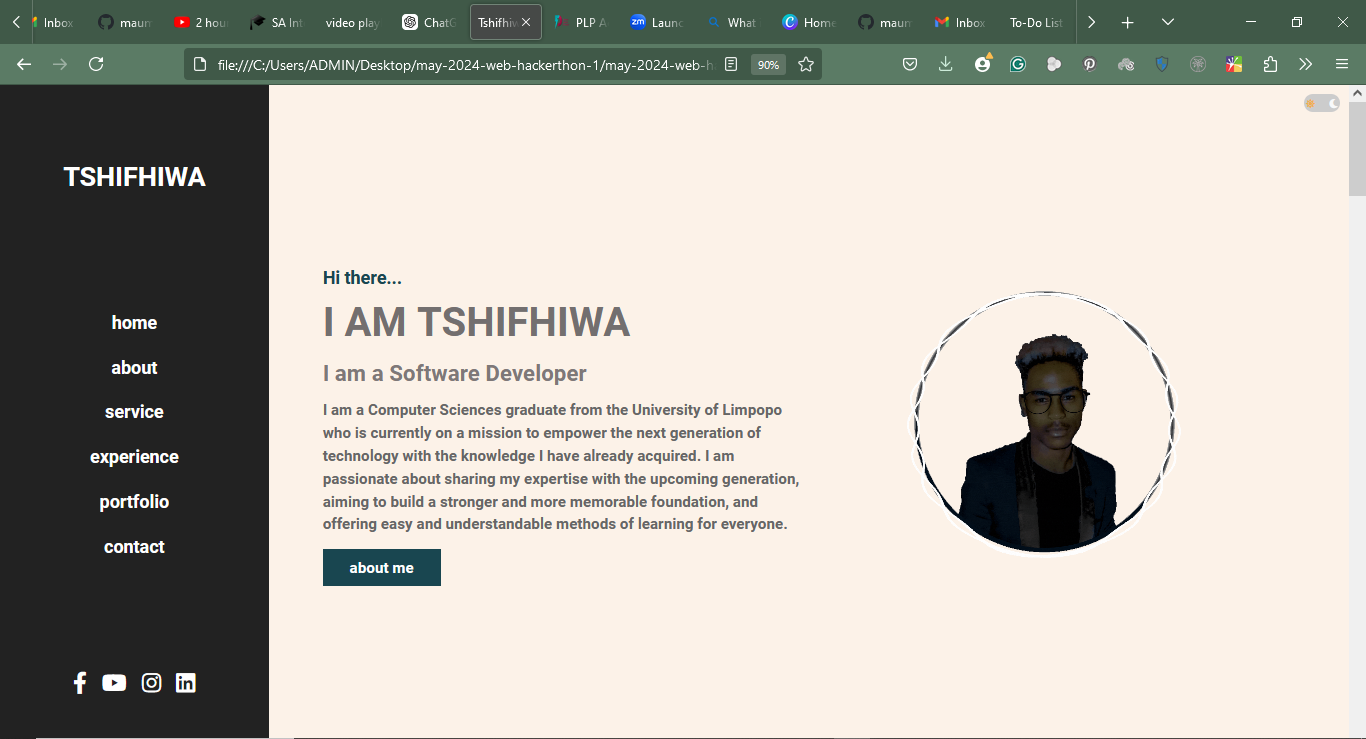 Inbox
maum
2 hou
SA Int
video play
ChatG
Tshifhiw
PLP A
zm
Launc
What
Home
maum
Inbox
To-Do List
file:///C:/Users/ADMIN/Desktop/may-2024-web-hackerthon-1/may-2024-web-h
90%
TSHIFHIWA
home
about
service
experience
portfolio
contact
Hi there...
I AM TSHIFHIWA
I am a Software Developer
I am a Computer Sciences graduate from the University of Limpopo
who is currently on a mission to empower the next generation of
technology with the knowledge I have already acquired. I am
passionate about sharing my expertise with the upcoming generation,
aiming to build a stronger and more memorable foundation, and
offering easy and understandable methods of learning for everyone.
about me